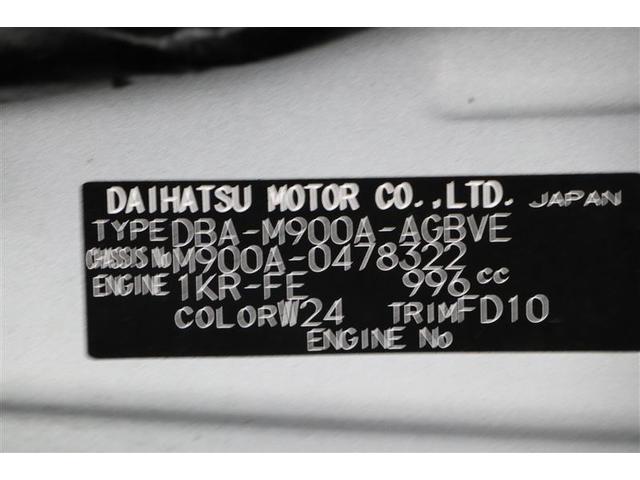 DAIHATSU MOTOR CO.,LTD. JAPAN
TYPE DBA-M900A-AGBVE
CHASSIS No M900A-0478322
ENGINE 1KR-FE 996 cc
COLOR W24 TRIM FD10
ENGINE No